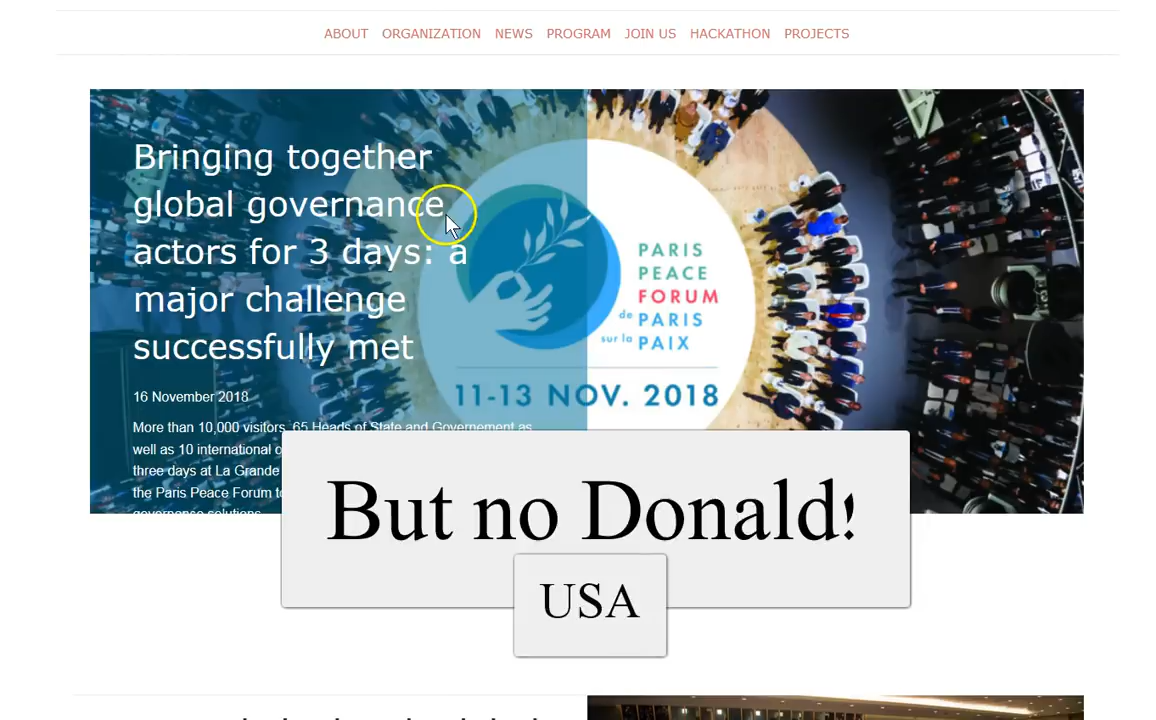 ABOUT ORGANIZATION NEWS PROGRAM JOIN US HACKATHON PROJECTS
Bringing together
global governance
actors for 3 days: a
major challenge
successfully met
16 November 2018
More than 10,000 visitors, 65 Heads of State and Governement as
well as 10 international
three days at La Grande
the Paris Peace Forum
governance solutions
PARIS
PEACE
FORUM
de PARIS
sur la PAIX
11-13 NOV. 2018
But no Donald!
USA